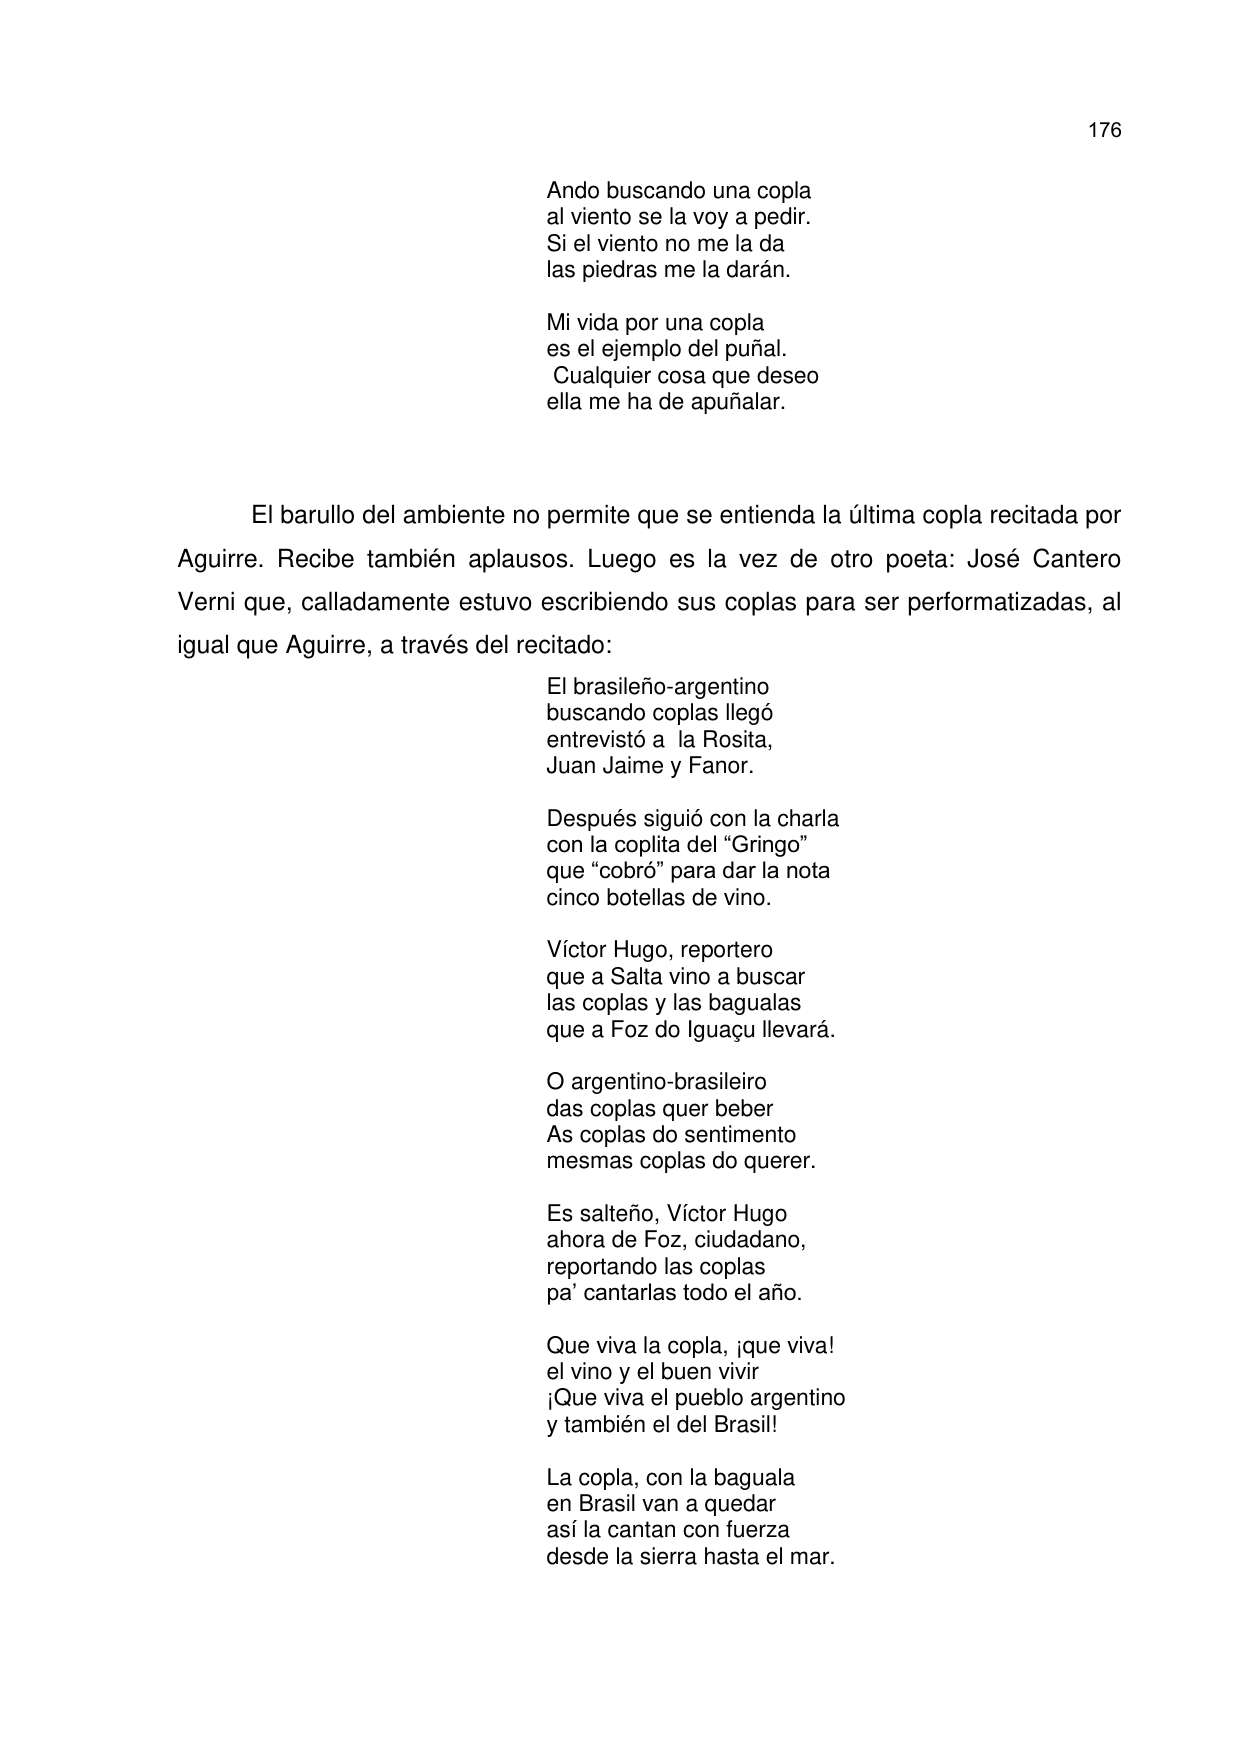 176
Ando buscando una copla
al viento se la voy a pedir.
Si el viento no me la da
las piedras me la darán.
Mi vida por una copla
es el ejemplo del puñal.
Cualquier cosa que deseo
ella me ha de apuñalar.
El barullo del ambiente no permite que se entienda la última copla recitada por
Aguirre. Recibe también aplausos. Luego es la vez de otro poeta: José Cantero
Verni que, calladamente estuvo escribiendo sus coplas para ser performatizadas, al
igual que Aguirre, a través del recitado:
El brasileño-argentino
buscando coplas llegó
entrevistó a  la Rosita,
Juan Jaime y Fanor.
Después siguió con la charla
con la coplita del “Gringo”
que “cobró” para dar la nota
cinco botellas de vino.
Víctor Hugo, reportero
que a Salta vino a buscar
las coplas y las bagualas
que a Foz do Iguaçu llevará.
O argentino-brasileiro
das coplas quer beber
As coplas do sentimento
mesmas coplas do querer.
Es salteño, Víctor Hugo
ahora de Foz, ciudadano,
reportando las coplas
pa’ cantarlas todo el año.
Que viva la copla, ¡que viva!
el vino y el buen vivir
¡Que viva el pueblo argentino
y también el del Brasil!
La copla, con la baguala
en Brasil van a quedar
así la cantan con fuerza
desde la sierra hasta el mar.